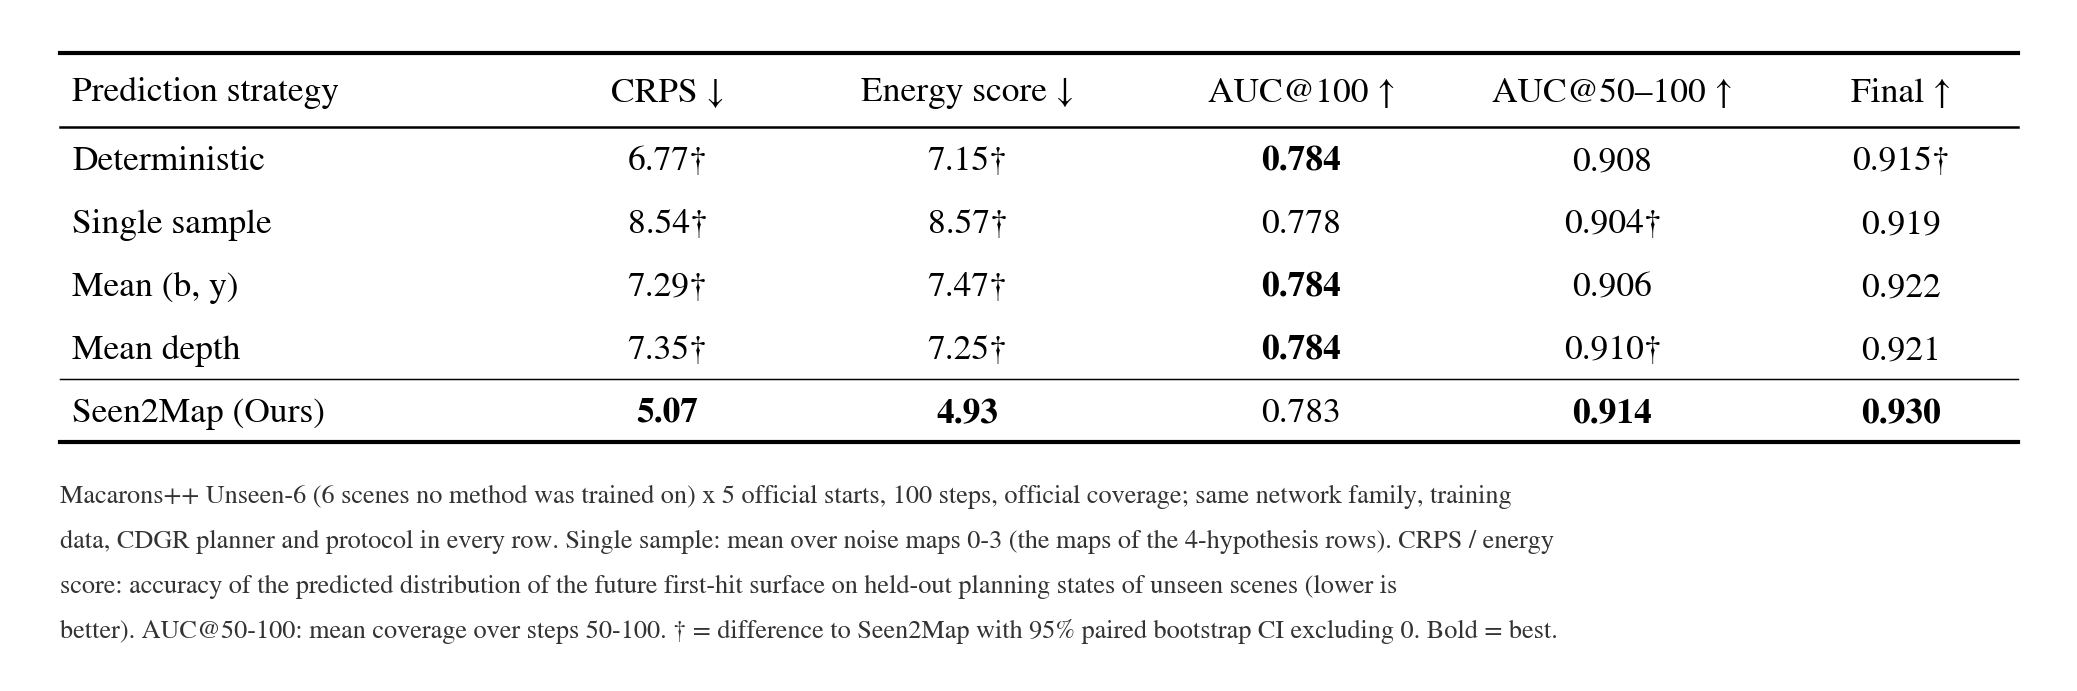 Prediction strategy CRPS ↓ Energy score ↓ AUC@100 ↑ AUC@50–100 ↑ Final ↑
Deterministic 6.77† 7.15† 0.784 0.908 0.915†
Single sample 8.54† 8.57† 0.778 0.904† 0.919
Mean (b, y) 7.29† 7.47† 0.784 0.906 0.922
Mean depth 7.35† 7.25† 0.784 0.910† 0.921
Seen2Map (Ours) 5.07 4.93 0.783 0.914 0.930
Macarons++ Unseen-6 (6 scenes no method was trained on) x 5 official starts, 100 steps, official coverage; same network family, training
data, CDGR planner and protocol in every row. Single sample: mean over noise maps 0-3 (the maps of the 4-hypothesis rows). CRPS / energy
score: accuracy of the predicted distribution of the future first-hit surface on held-out planning states of unseen scenes (lower is
better). AUC@50-100: mean coverage over steps 50-100. † = difference to Seen2Map with 95% paired bootstrap CI excluding 0. Bold = best.